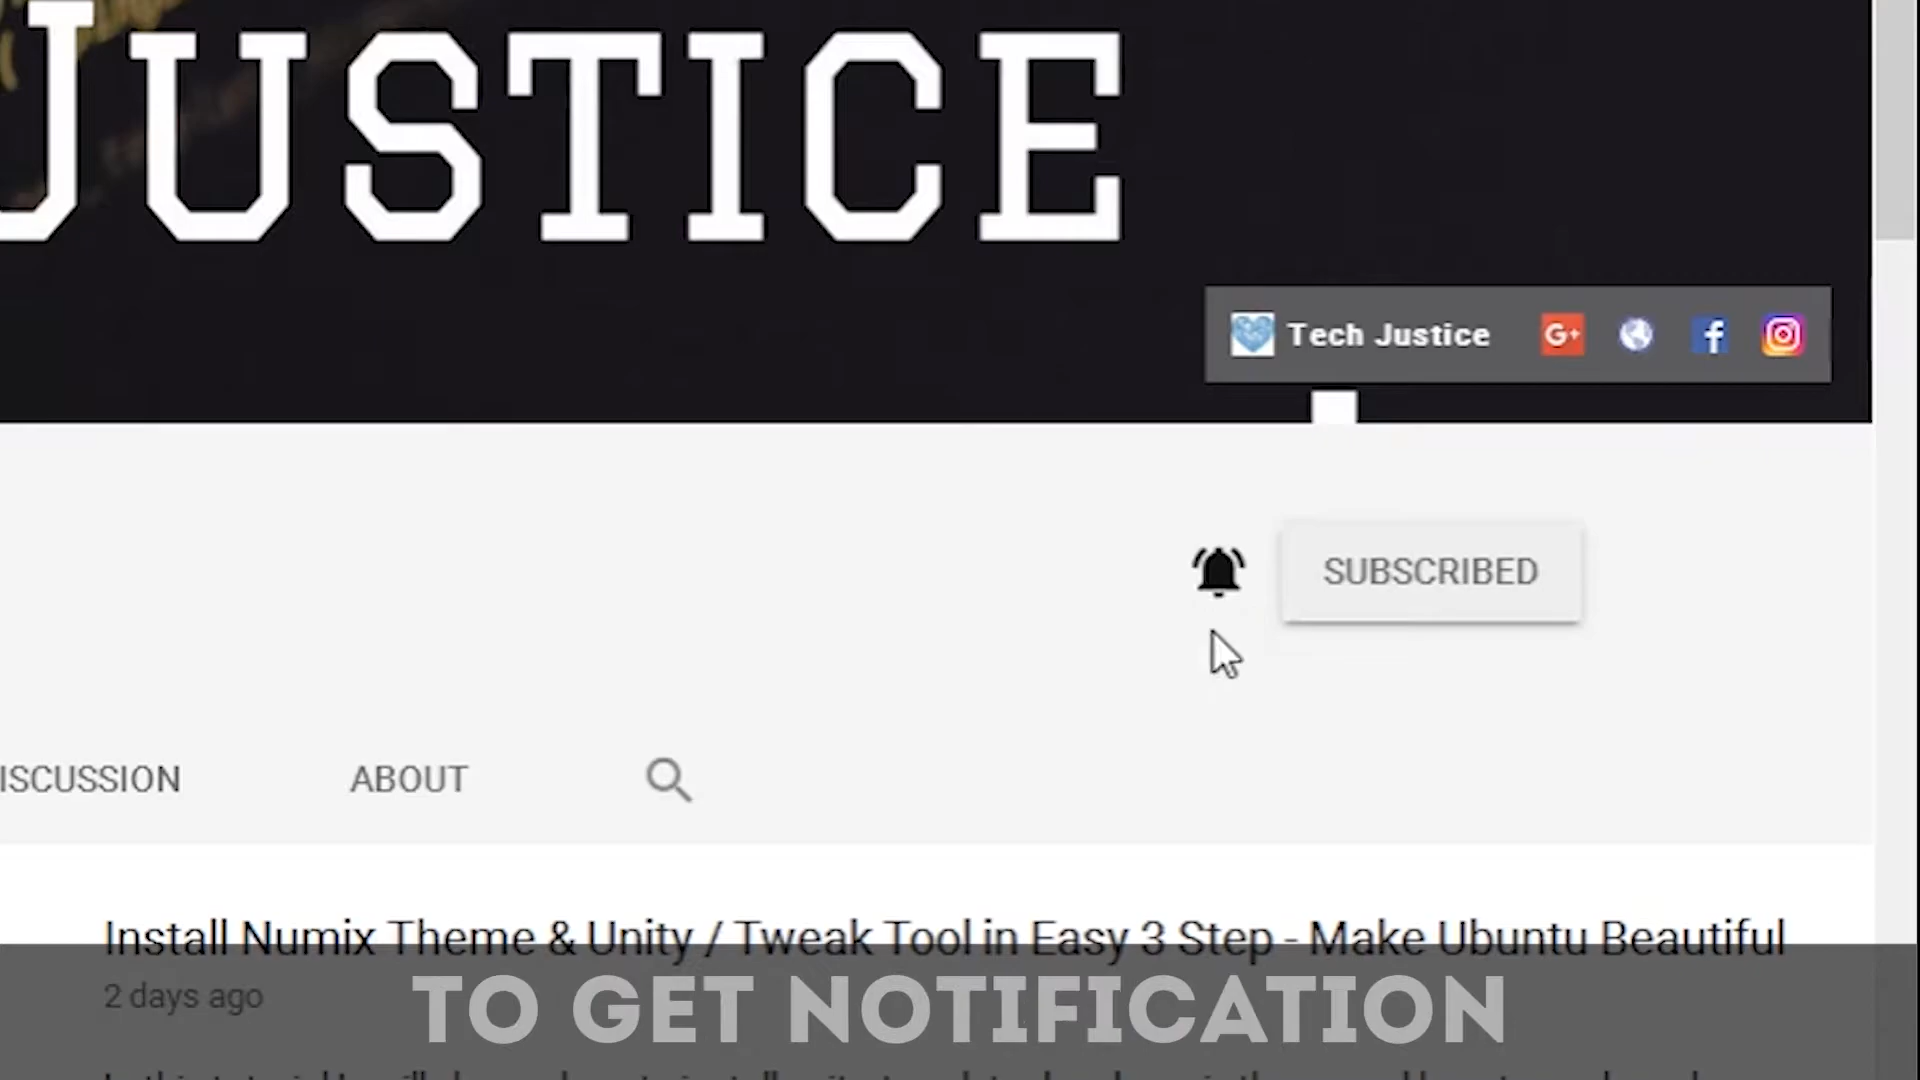 JUSTICE
Tech Justice G+ f
SUBSCRIBED
ISCUSSION ABOUT
Install Numix Theme & Unity / Tweak Tool in Easy 3 Step - Make Ubuntu Beautiful
2 days ago
TO GET NOTIFICATION